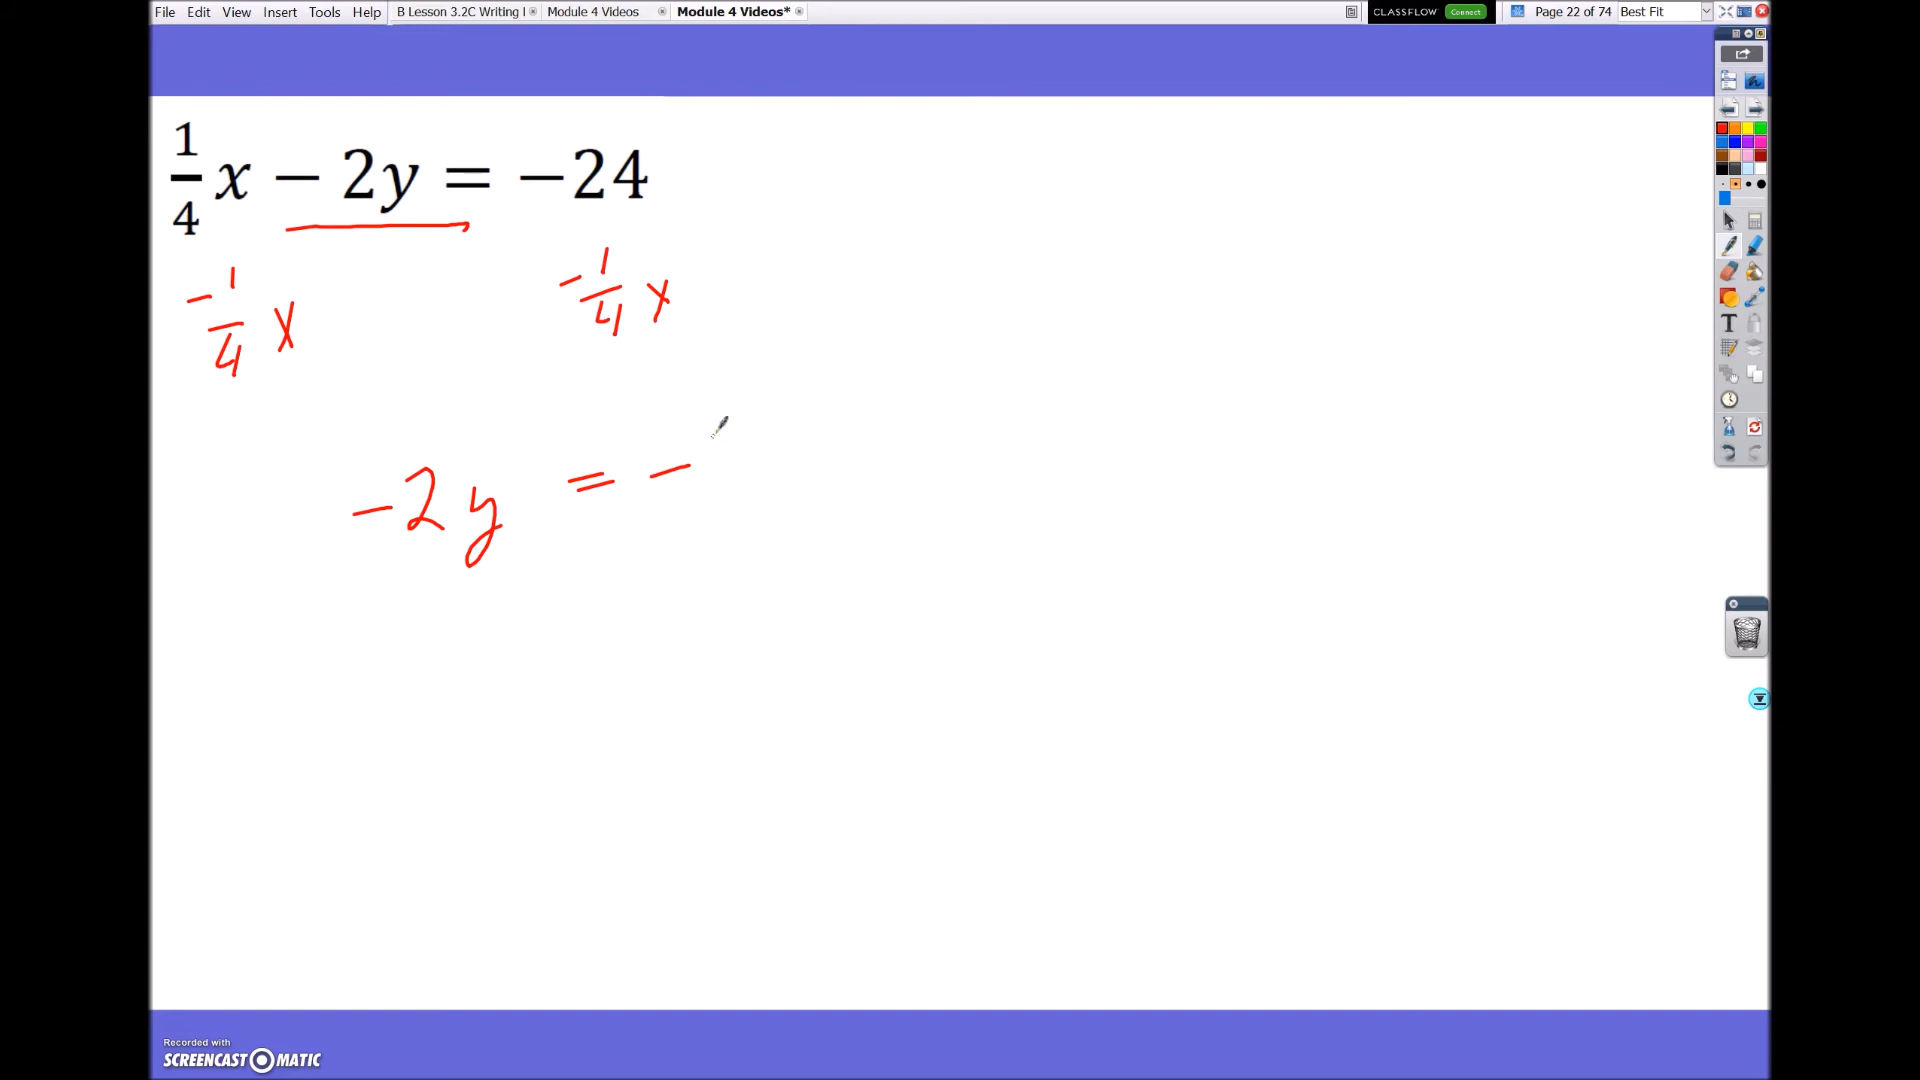 File Edit View Insert Tools Help B Lesson 3.2C Writing I Module 4 Videos Module 4 Videos* CLASSFLOW Connect Page 22 of 74 Best Fit
1/4 x − 2y = −24
-1/4 x -1/4 x
-2y = -
T
Recorded with
SCREENCAST MATIC